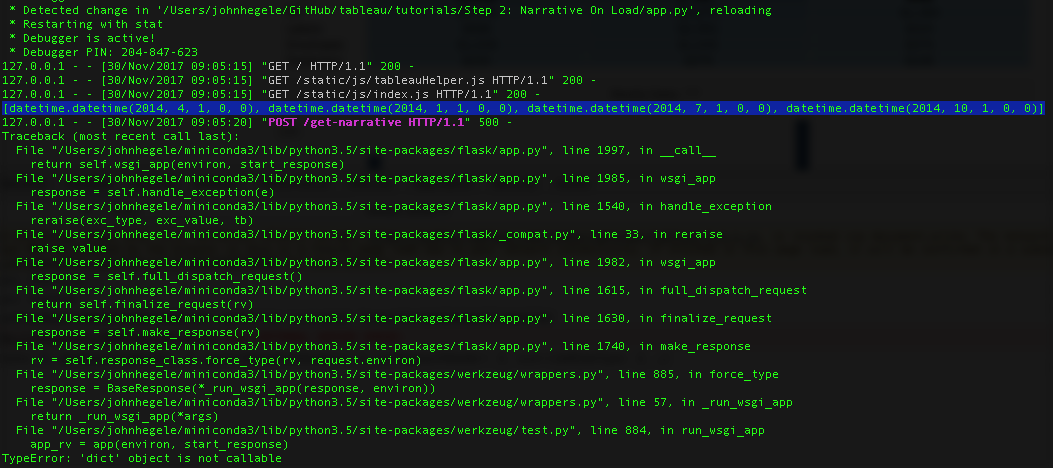 * Detected change in '/Users/johnhegele/GitHub/tableau/tutorials/Step 2: Narrative On Load/app.py', reloading
* Restarting with stat
* Debugger is active!
* Debugger PIN: 204-847-623
127.0.0.1 - - [30/Nov/2017 09:05:15] "GET / HTTP/1.1" 200 -
127.0.0.1 - - [30/Nov/2017 09:05:15] "GET /static/js/tableauHelper.js HTTP/1.1" 200 -
127.0.0.1 - - [30/Nov/2017 09:05:15] "GET /static/js/index.js HTTP/1.1" 200 -
[datetime.datetime(2014, 4, 1, 0, 0), datetime.datetime(2014, 1, 1, 0, 0), datetime.datetime(2014, 7, 1, 0, 0), datetime.datetime(2014, 10, 1, 0, 0)]
127.0.0.1 - - [30/Nov/2017 09:05:20] "POST /get-narrative HTTP/1.1" 500 -
Traceback (most recent call last):
File "/Users/johnhegele/miniconda3/lib/python3.5/site-packages/flask/app.py", line 1997, in __call__
return self.wsgi_app(environ, start_response)
File "/Users/johnhegele/miniconda3/lib/python3.5/site-packages/flask/app.py", line 1985, in wsgi_app
response = self.handle_exception(e)
File "/Users/johnhegele/miniconda3/lib/python3.5/site-packages/flask/app.py", line 1540, in handle_exception
reraise(exc_type, exc_value, tb)
File "/Users/johnhegele/miniconda3/lib/python3.5/site-packages/flask/_compat.py", line 33, in reraise
raise value
File "/Users/johnhegele/miniconda3/lib/python3.5/site-packages/flask/app.py", line 1982, in wsgi_app
response = self.full_dispatch_request()
File "/Users/johnhegele/miniconda3/lib/python3.5/site-packages/flask/app.py", line 1615, in full_dispatch_request
return self.finalize_request(rv)
File "/Users/johnhegele/miniconda3/lib/python3.5/site-packages/flask/app.py", line 1630, in finalize_request
response = self.make_response(rv)
File "/Users/johnhegele/miniconda3/lib/python3.5/site-packages/flask/app.py", line 1740, in make_response
rv = self.response_class.force_type(rv, request.environ)
File "/Users/johnhegele/miniconda3/lib/python3.5/site-packages/werkzeug/wrappers.py", line 885, in force_type
response = BaseResponse(*_run_wsgi_app(response, environ))
File "/Users/johnhegele/miniconda3/lib/python3.5/site-packages/werkzeug/wrappers.py", line 57, in _run_wsgi_app
return _run_wsgi_app(*args)
File "/Users/johnhegele/miniconda3/lib/python3.5/site-packages/werkzeug/test.py", line 884, in run_wsgi_app
app_rv = app(environ, start_response)
TypeError: 'dict' object is not callable